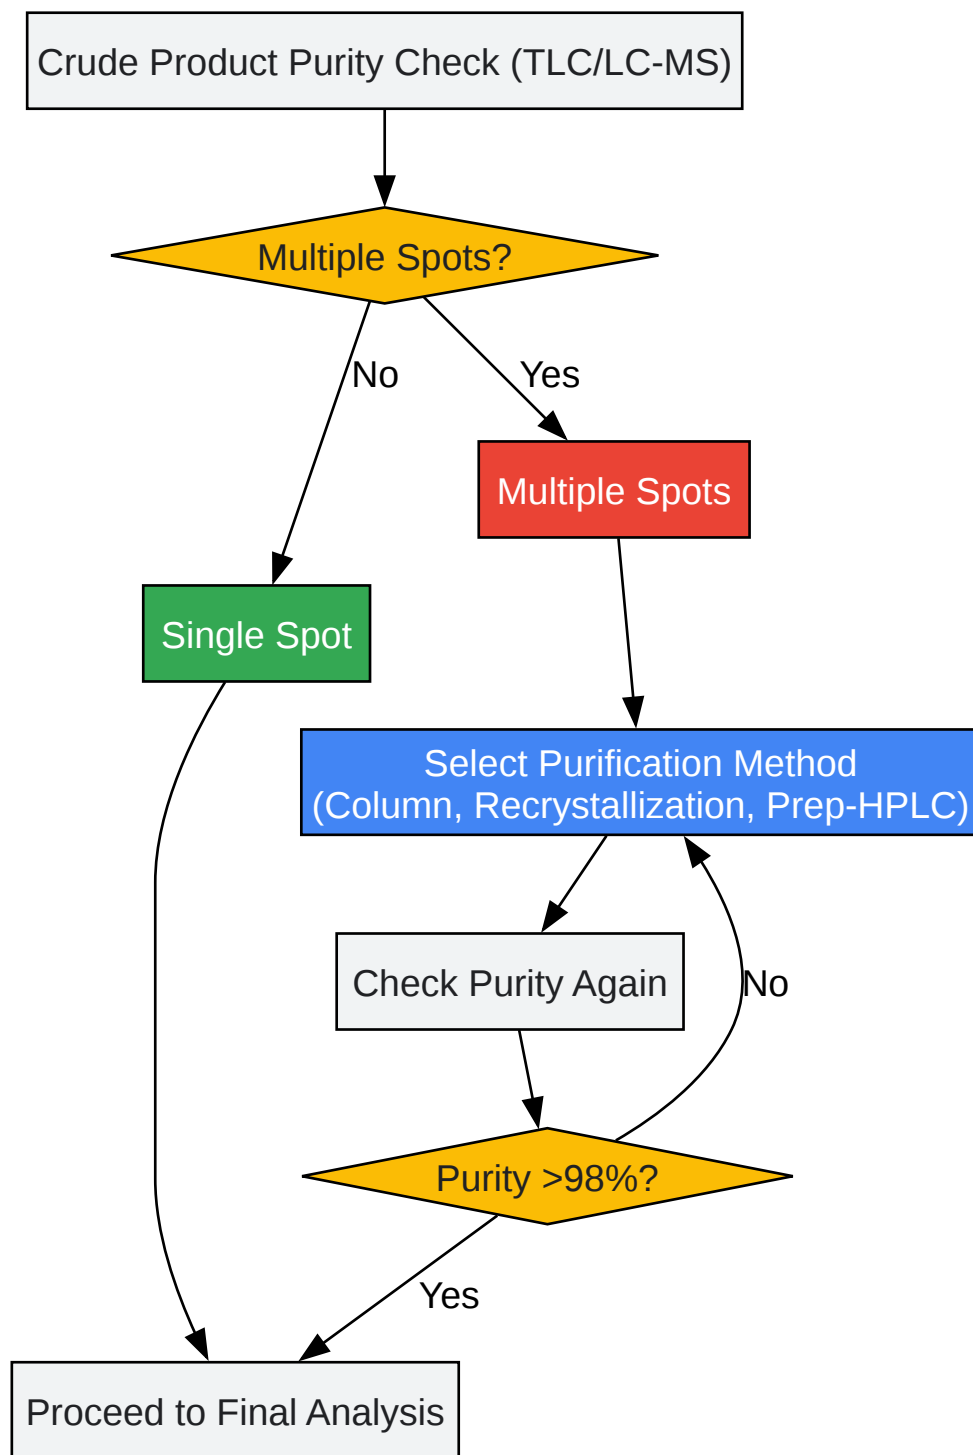 Crude Product Purity Check (TLC/LC-MS)
Multiple Spots?
No
Yes
Multiple Spots
Single Spot
Select Purification Method
(Column, Recrystallization, Prep-HPLC)
Check Purity Again
No
Purity >98%?
Yes
Proceed to Final Analysis